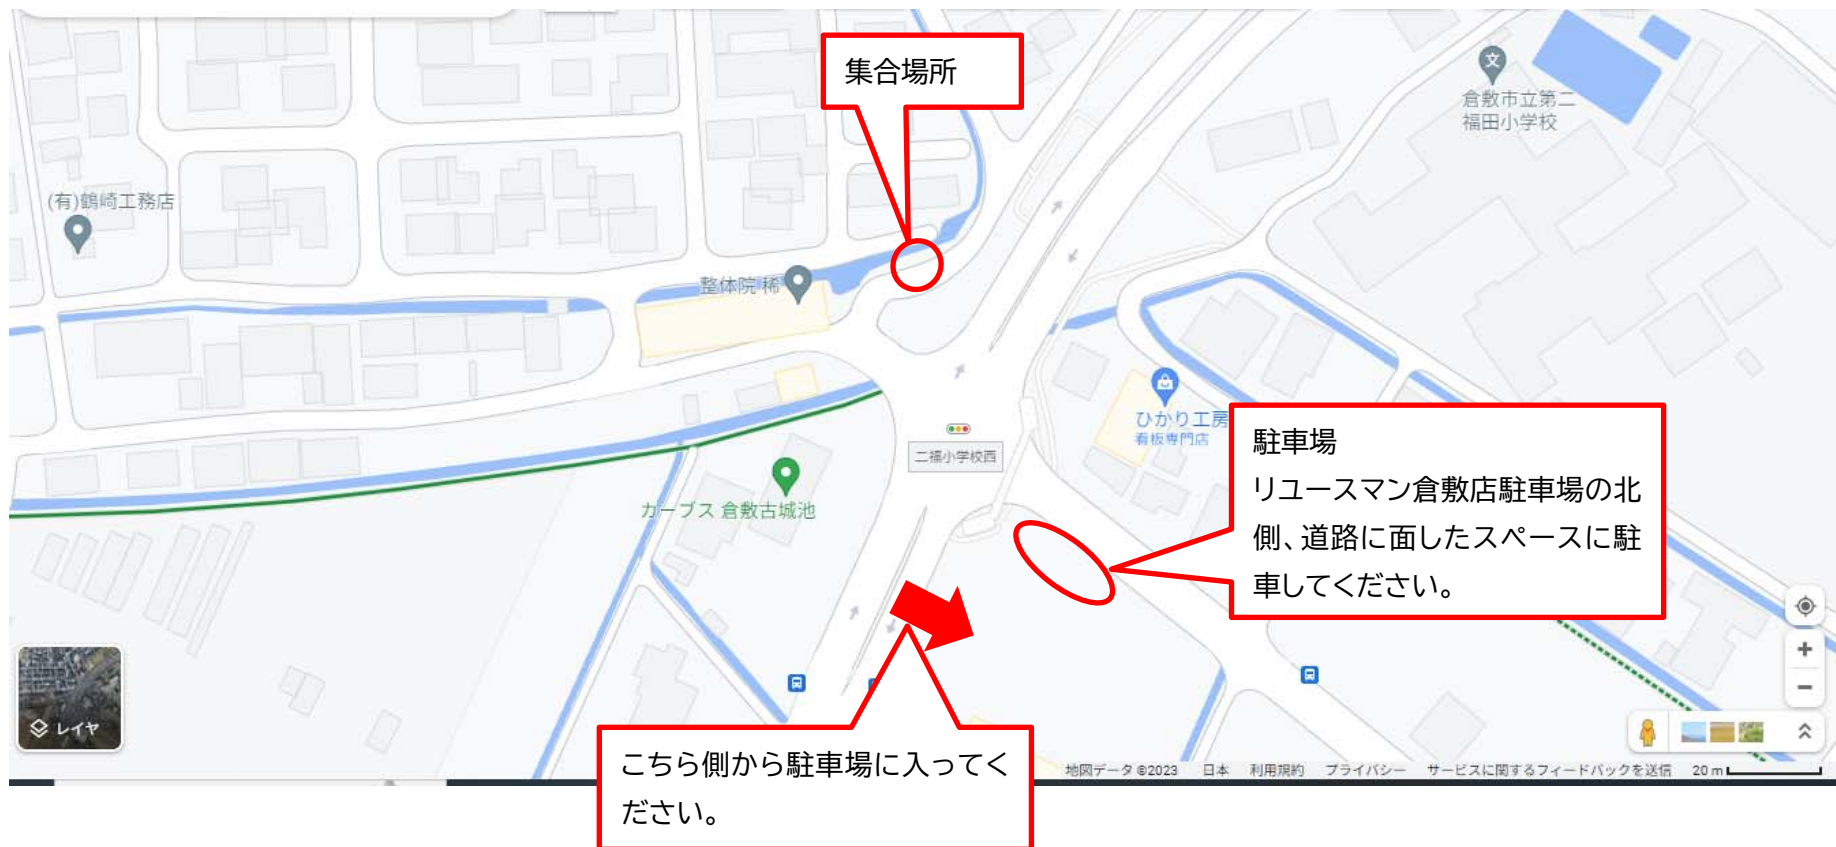 集合場所
倉敷市立第二
福田小学校
(有)鶴崎工務店
整体院 稀
ひかり工房
看板専門店
二福小学校西
カーブス 倉敷古城池
駐車場
リユースマン倉敷店駐車場の北
側、道路に面したスペースに駐
車してください。
レイヤ
こちら側から駐車場に入ってく
ださい。
地図データ ©2023 日本 利用規約 プライバシー サービスに関するフィードバックを送信 20 m